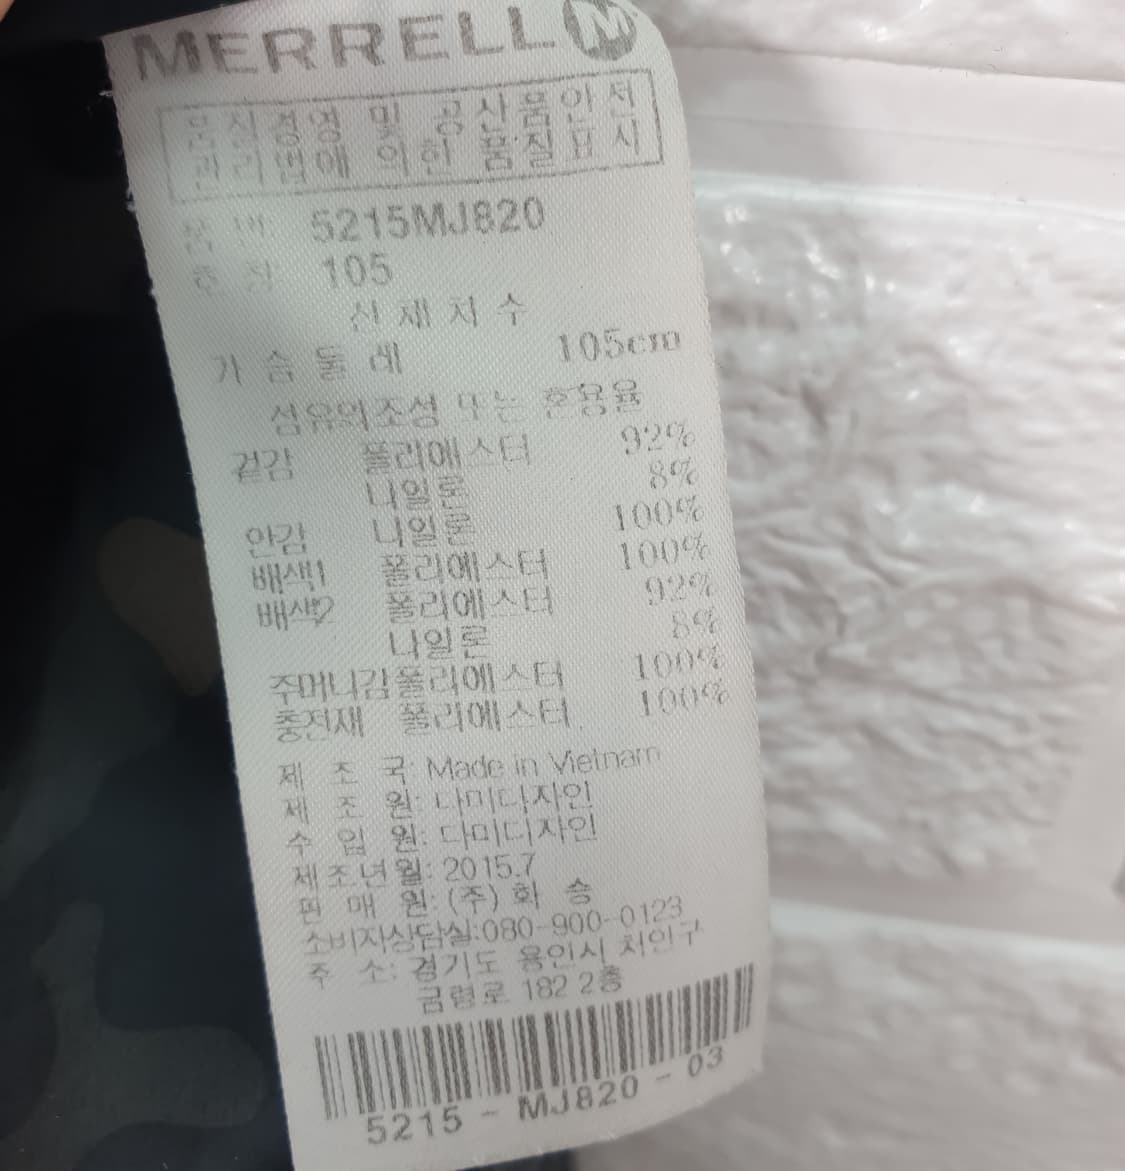 MERRELL M
품질경영 및 공산품안전
관리법에 의한 품질표시
품 번: 5215MJ820
호 칭 105
신체치수
가슴둘레 105cm
섬유의조성 또는 혼용율
겉감 폴리에스터 92%
나일론 8%
안감 나일론 100%
배색1 폴리에스터 100%
배색2 폴리에스터 92%
나일론 8%
주머니감 폴리에스터 100%
충전재 폴리에스터 100%
제 조 국: Made in Vietnam
제 조 원: 다미디자인
수 입 원: 다미디자인
제조년월: 2015.7
판 매 원: (주) 화 승
소비자상담실:080-900-0123
주 소: 경기도 용인시 처인구
금령로 182 2층
5215 - MJ820 - 03